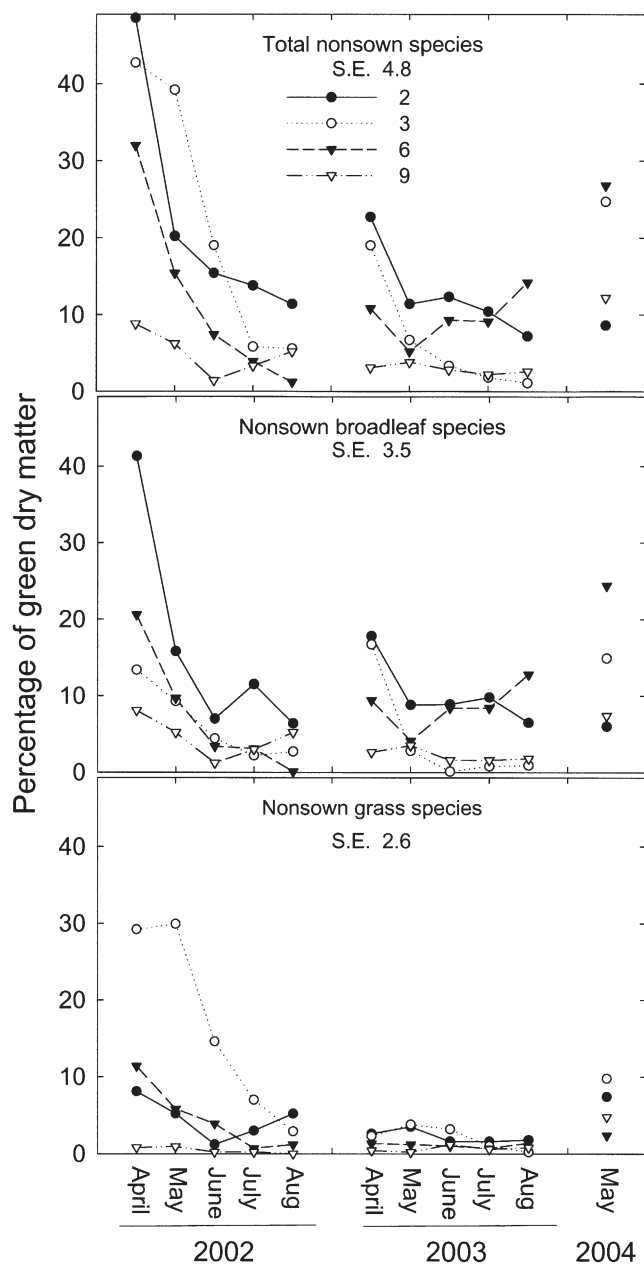 Percentage of green dry matter
Total nonsown species
S.E. 4.8
2
3
6
9
40
30
20
10
0
Nonsown broadleaf species
S.E. 3.5
40
30
20
10
0
Nonsown grass species
S.E. 2.6
40
30
20
10
0
April
May
June
July
Aug
April
May
June
July
Aug
May
2002
2003
2004